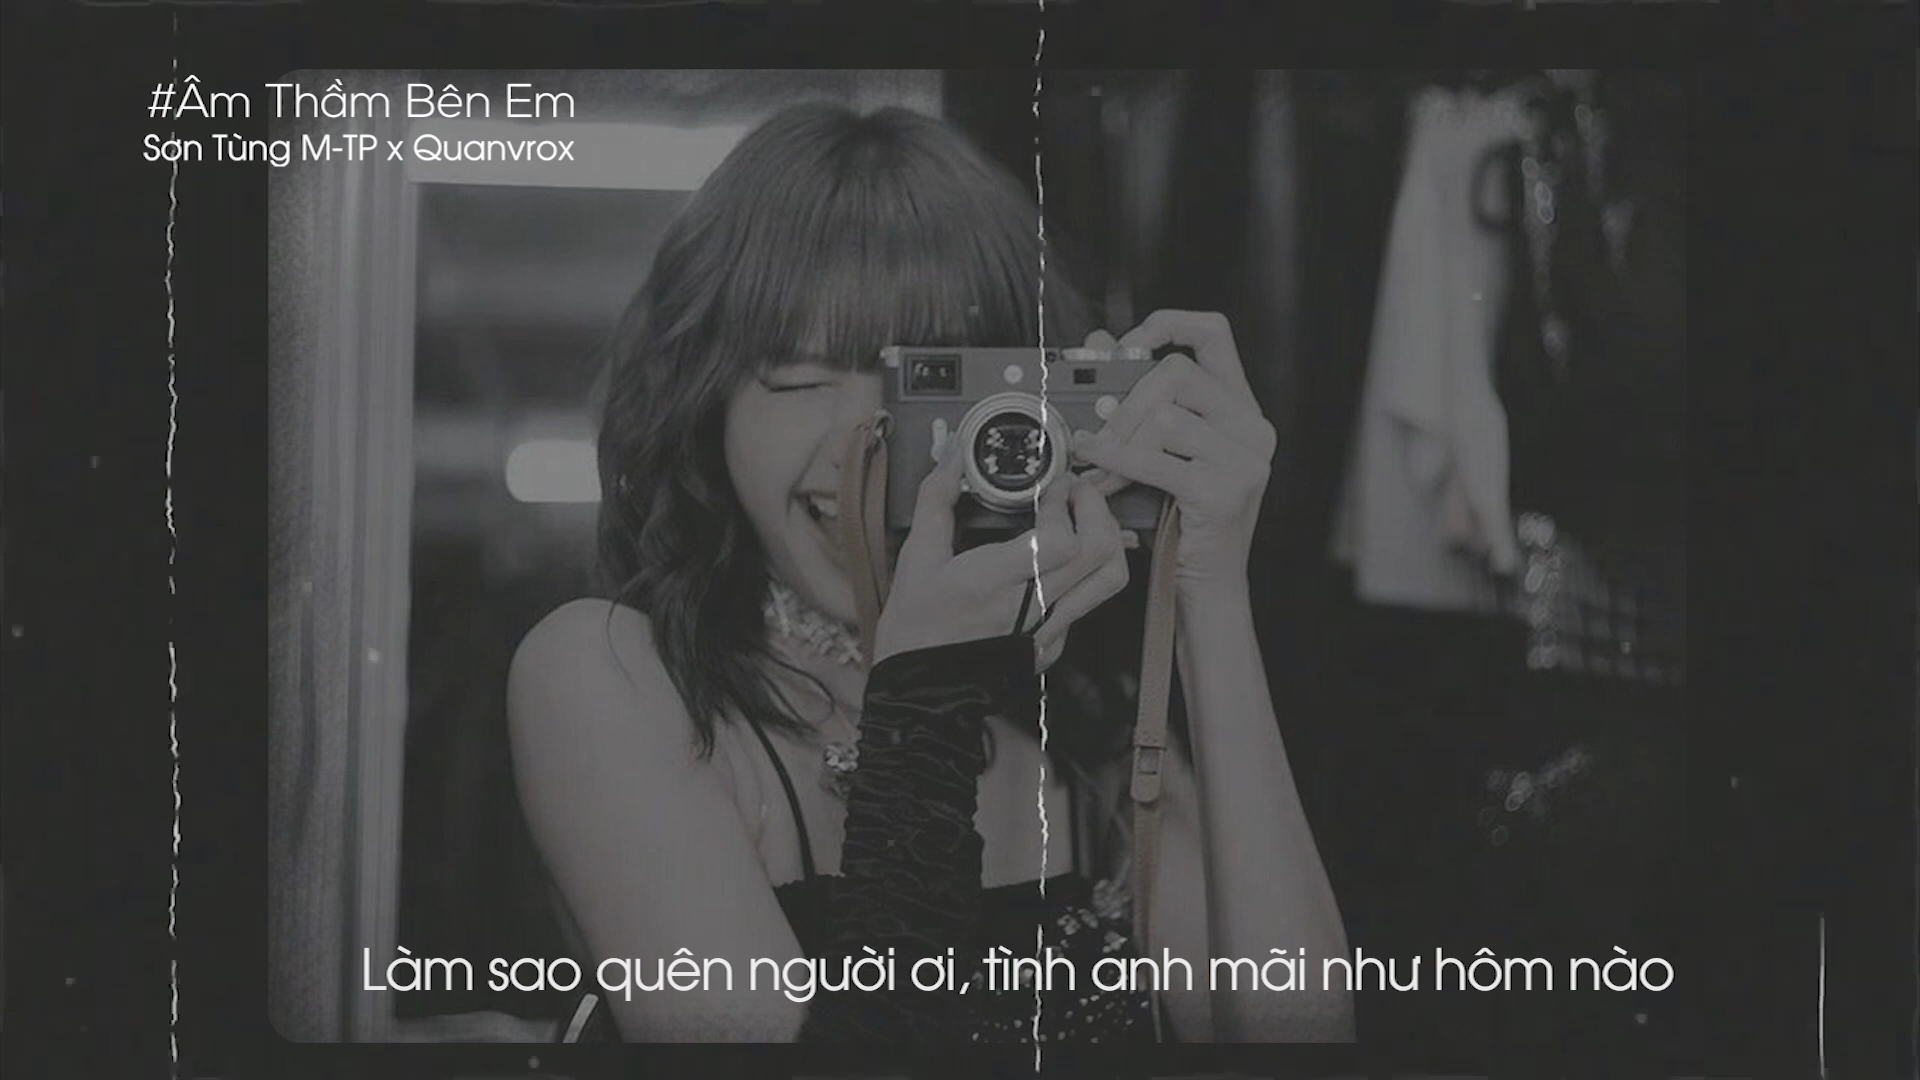 #Âm Thầm Bên Em
Sơn Tùng M-TP x Quanvrox
Làm sao quên người ơi, tình anh mãi như hôm nào